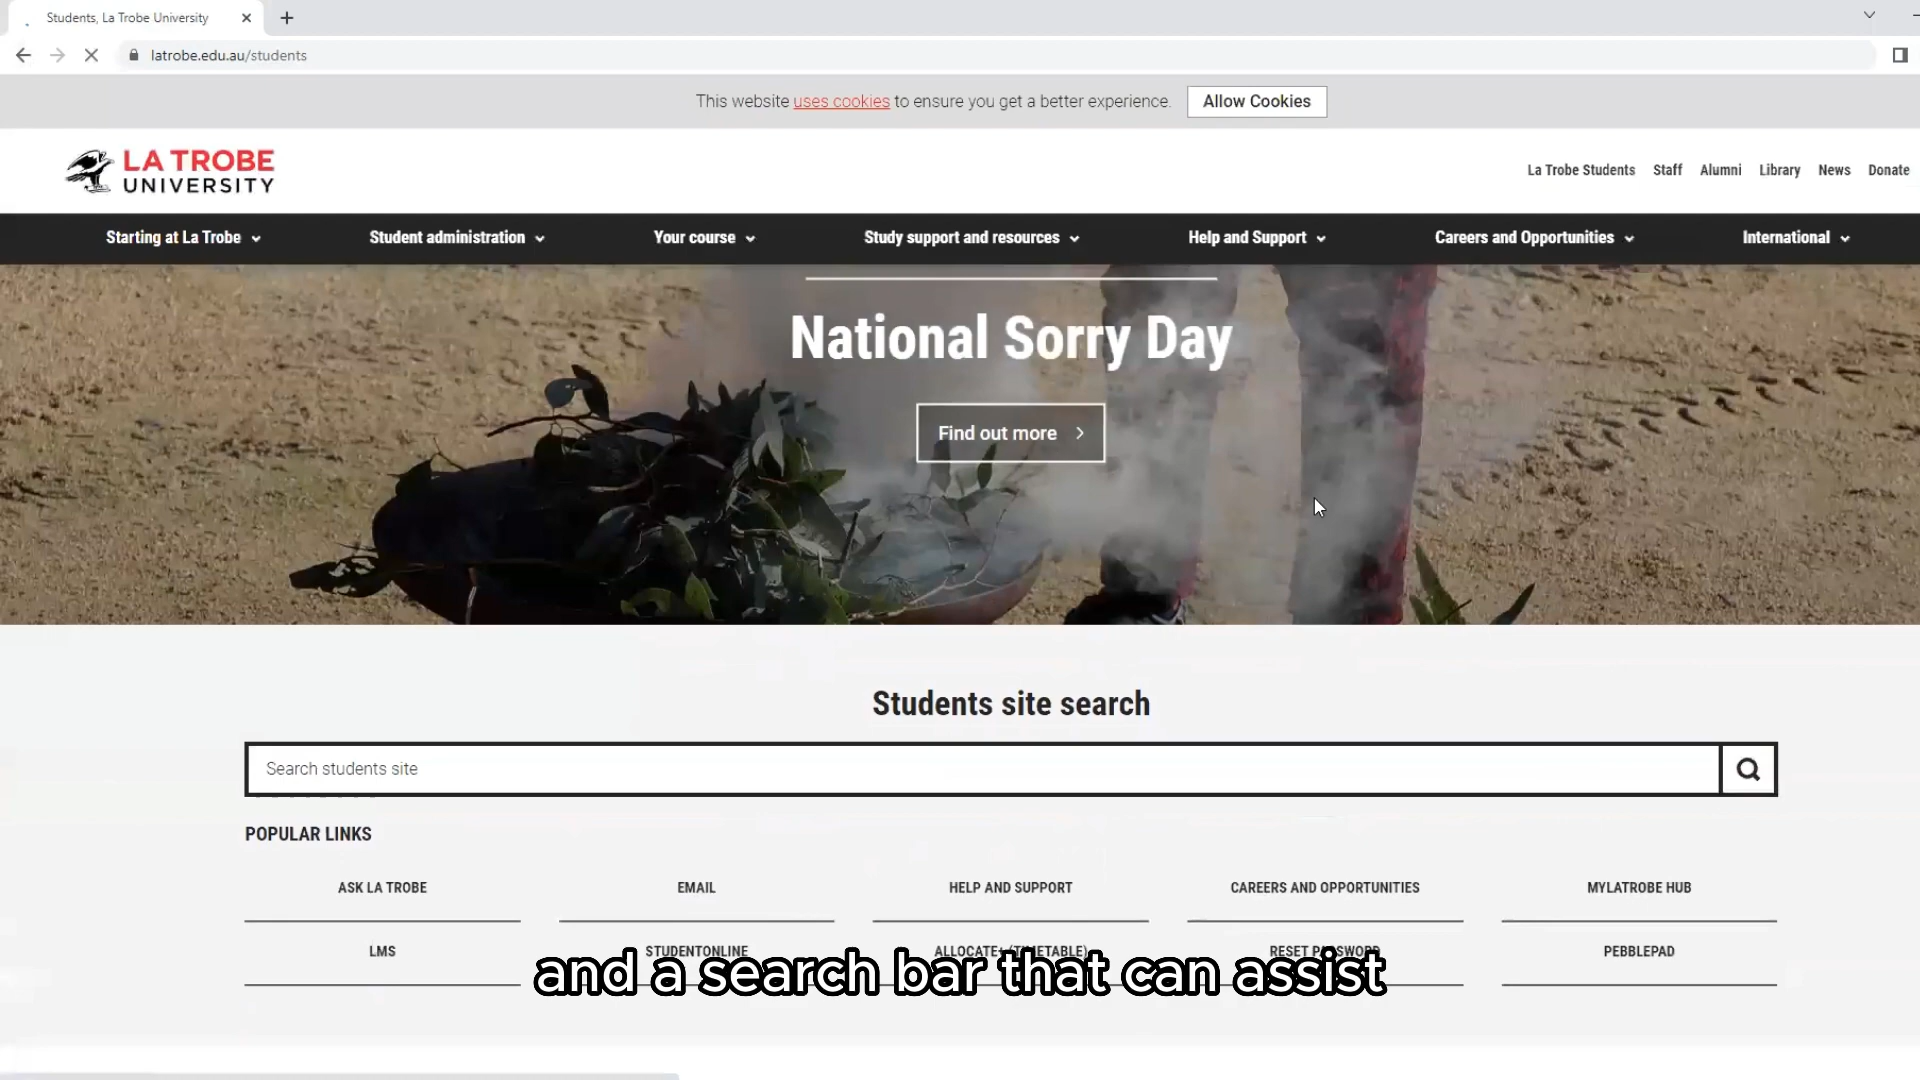 Students, La Trobe University
latrobe.edu.au/students
This website uses cookies to ensure you get a better experience. Allow Cookies
LA TROBE
UNIVERSITY
La Trobe Students Staff Alumni Library News Donate
Starting at La Trobe Student administration Your course Study support and resources Help and Support Careers and Opportunities International
National Sorry Day
Find out more
Students site search
Search students site
POPULAR LINKS
ASK LA TROBE EMAIL HELP AND SUPPORT CAREERS AND OPPORTUNITIES MYLATROBE HUB
LMS STUDENTONLINE ALLOCATE+ (TIMETABLE) RESET PASSWORD PEBBLEPAD
and a search bar that can assist